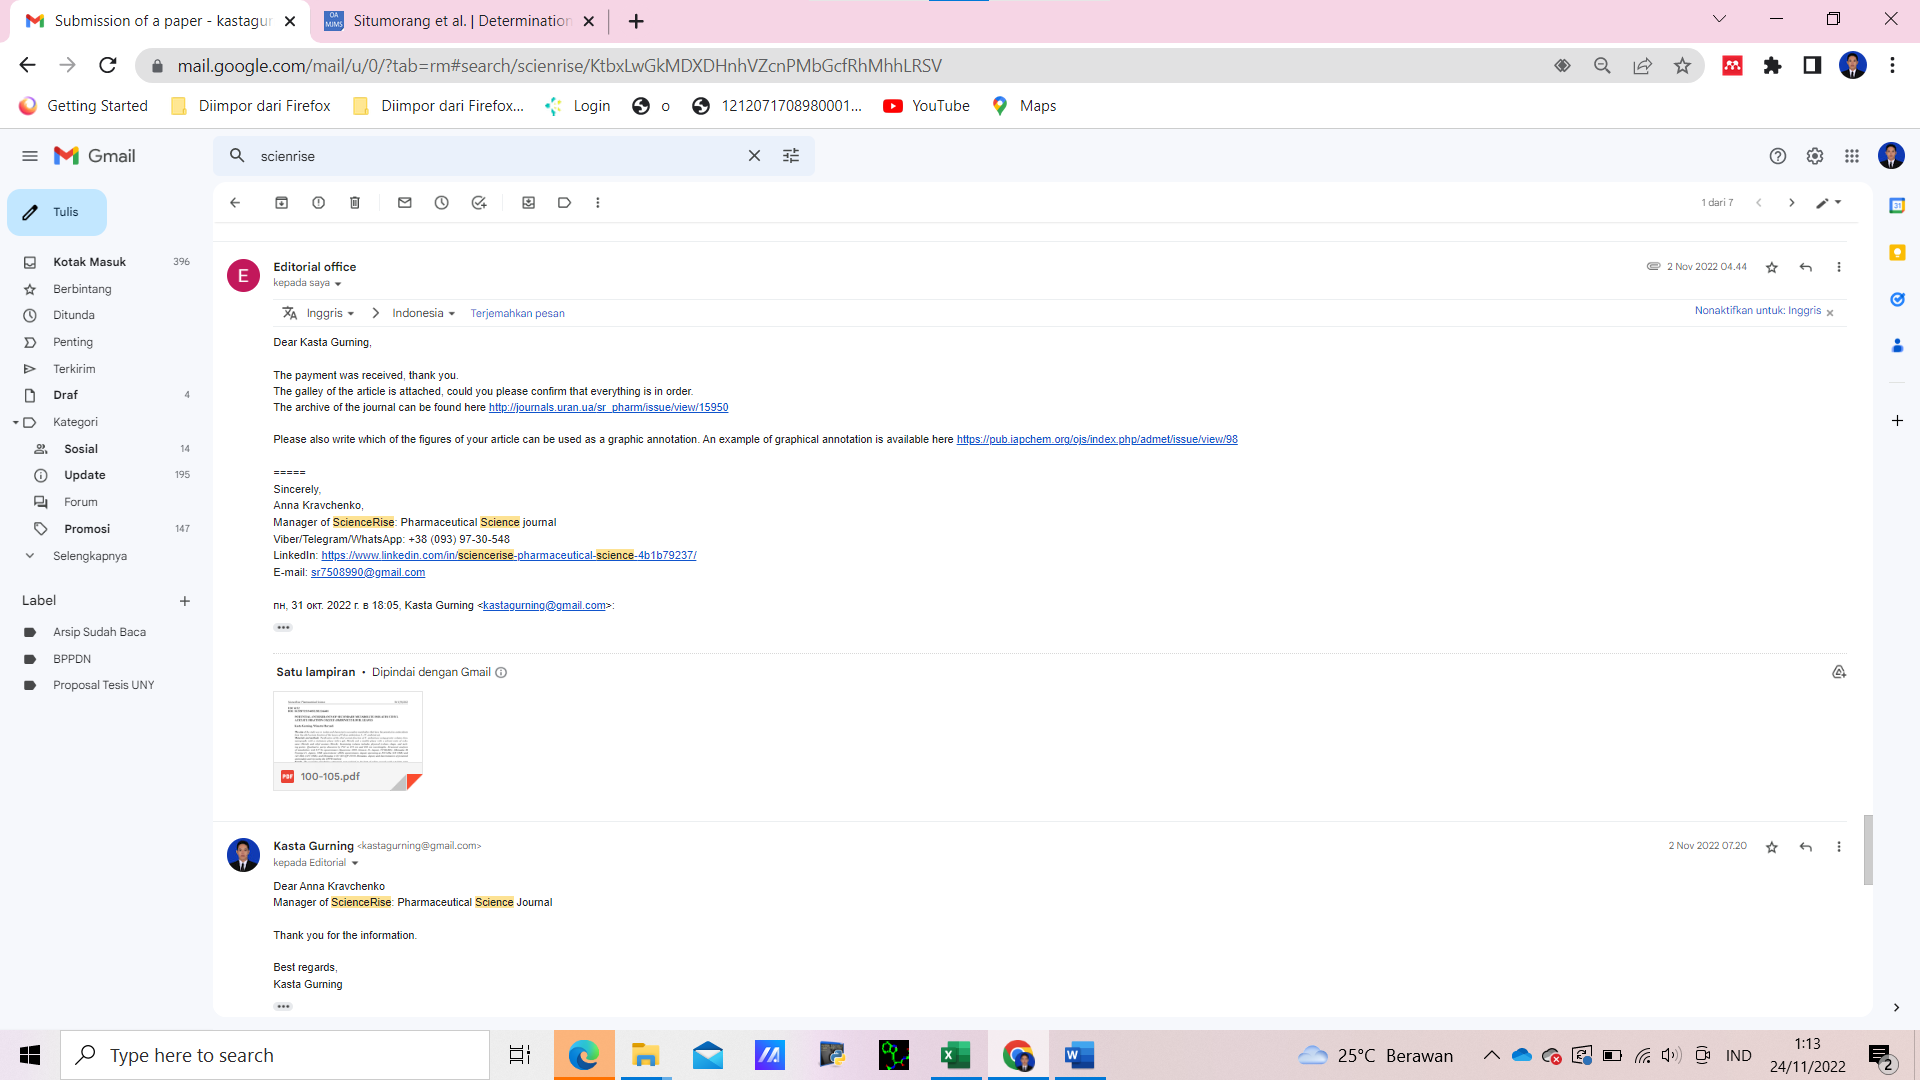 Submission of a paper - kastagur
Situmorang et al. | Determination
mail.google.com/mail/u/0/?tab=rm#search/scienrise/KtbxLwGkMDXDHnhVZcnPMbGcfRhMhhLRSV
Getting Started
Diimpor dari Firefox
Diimpor dari Firefox...
Login
o
1212071708980001...
YouTube
Maps
Gmail
scienrise
Tulis
1 dari 7
Kotak Masuk 396
Berbintang
Ditunda
Penting
Terkirim
Draf 4
Kategori
Sosial 14
Update 195
Forum
Promosi 147
Selengkapnya
Label
Arsip Sudah Baca
BPPDN
Proposal Tesis UNY
E
Editorial office
2 Nov 2022 04.44
kepada saya
Inggris
Indonesia
Terjemahkan pesan
Nonaktifkan untuk: Inggris
Dear Kasta Gurning,
The payment was received, thank you.
The galley of the article is attached, could you please confirm that everything is in order.
The archive of the journal can be found here http://journals.uran.ua/sr_pharm/issue/view/15950
Please also write which of the figures of your article can be used as a graphic annotation. An example of graphical annotation is available here https://pub.iapchem.org/ojs/index.php/admet/issue/view/98
=====
Sincerely,
Anna Kravchenko,
Manager of ScienceRise: Pharmaceutical Science journal
Viber/Telegram/WhatsApp: +38 (093) 97-30-548
LinkedIn: https://www.linkedin.com/in/sciencerise-pharmaceutical-science-4b1b79237/
E-mail: sr7508990@gmail.com
пн, 31 окт. 2022 г. в 18:05, Kasta Gurning <kastagurning@gmail.com>:
Satu lampiran • Dipindai dengan Gmail
PDF 100-105.pdf
Kasta Gurning <kastagurning@gmail.com>
2 Nov 2022 07.20
kepada Editorial
Dear Anna Kravchenko
Manager of ScienceRise: Pharmaceutical Science Journal
Thank you for the information.
Best regards,
Kasta Gurning
Type here to search
25°C Berawan
IND
1:13
24/11/2022
2